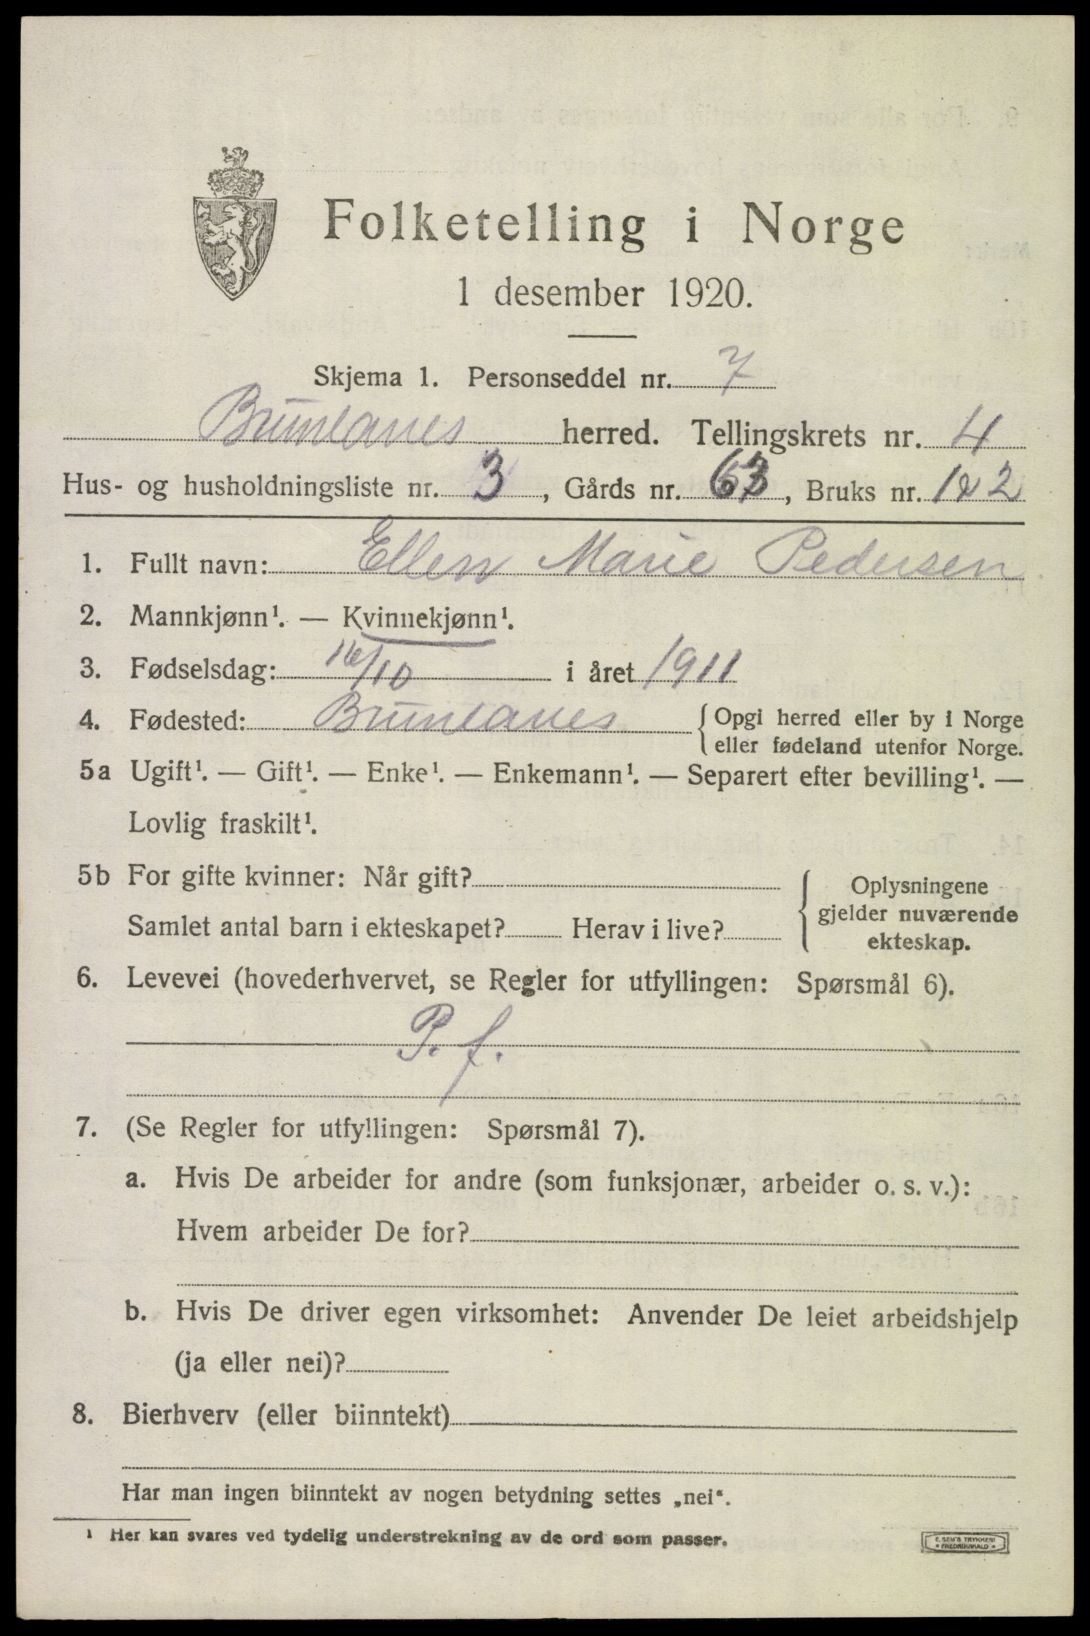 Folketelling i Norge
1 desember 1920.
Skjema 1. Personseddel nr. 7
Brunlanes herred. Tellingskrets nr. 4
Hus- og husholdningsliste nr. 3, Gårds nr. 63, Bruks nr. 1 & 2
1. Fullt navn: Ellen Marie Pedersen
2. Mannkjønn¹. — Kvinnekjønn¹.
3. Fødselsdag: 16/10 i året 1911
4. Fødested: Brunlanes {Opgi herred eller by i Norge
eller fødeland utenfor Norge.
5a Ugift¹. — Gift¹. — Enke¹. — Enkemann¹. — Separert efter bevilling¹. —
Lovlig fraskilt¹.
5b For gifte kvinner: Når gift?
Samlet antal barn i ekteskapet? Herav i live?
{ Oplysningene
gjelder nuværende
ekteskap.
6. Levevei (hovederhvervet, se Regler for utfyllingen: Spørsmål 6).
P. f.
7. (Se Regler for utfyllingen: Spørsmål 7).
a. Hvis De arbeider for andre (som funksjonær, arbeider o. s. v.):
Hvem arbeider De for?
b. Hvis De driver egen virksomhet: Anvender De leiet arbeidshjelp
(ja eller nei)?
8. Bierhverv (eller biinntekt)
Har man ingen biinntekt av nogen betydning settes „nei“.
¹ Her kan svares ved tydelig understrekning av de ord som passer.